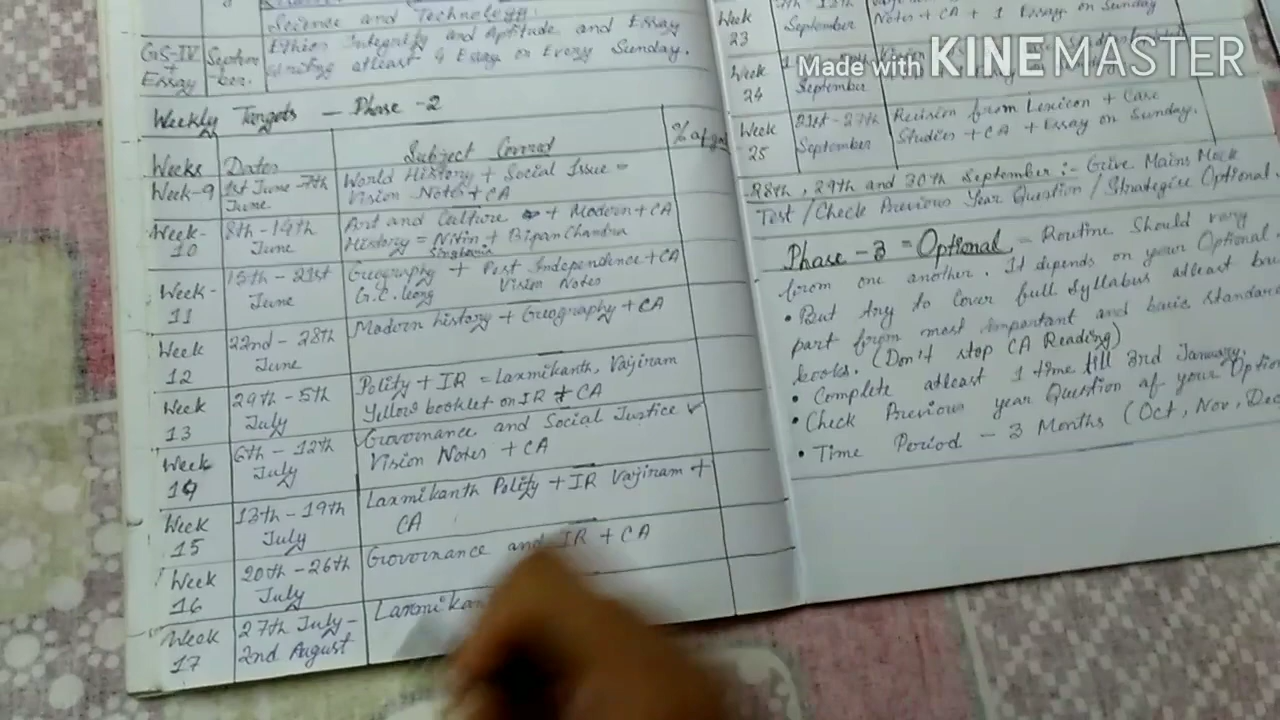 Science and Technology.
GS-IV
+
Essay
Septem
ber.
Ethics Integrity and Aptitude and Essay
writing atleast 4 Essay on Every Sunday.
Weekly Targets — Phase -2
Weeks
Dates
Subject Covered
Week-9
1st June -7th
June
World History + Social Issue =
Vision Notes + CA
Week-
10
8th - 14th
June
Art and Culture + Modern + CA
History = Nitin + Bipan Chandra
Singhania
Week-
11
15th - 21st
June
Geography + Post Independence + CA
G.C. leong Vision Notes
Week
12
22nd - 28th
June
Modern history + Geography + CA
Week
13
29th - 5th
July
Polity + IR = Laxmikanth, Vajiram
Yellow booklet on IR + CA
Week
14
6th - 12th
July
Governance and Social Justice
Vision Notes + CA
Week
15
13th - 19th
July
Laxmikanth Polity + IR Vajiram +
CA
Week
16
20th - 26th
July
Governance and IR + CA
Week
17
27th July -
2nd August
Week
23
September
Notes + CA + 1 Essay on Sunday
Week
24
September
Week
25
21st - 27th
September
Revision from Lexicon + Case
Studies + CA + Essay on Sunday.
28th, 29th and 30th September :- Give Mains Mock
Test / Check Previous Year Question / Strategize Optional.
Phase -3 = Optional - Routine Should vary
from one another. It depends on your Optional.
• But try to Cover full Syllabus atleast
part from most important and basic Standard
books. (Don't stop CA Reading)
• Complete atleast 1 time till 3rd January.
• Check Previous year Question of your
• Time Period - 3 Months (Oct, Nov, Dec
Made with KINEMASTER